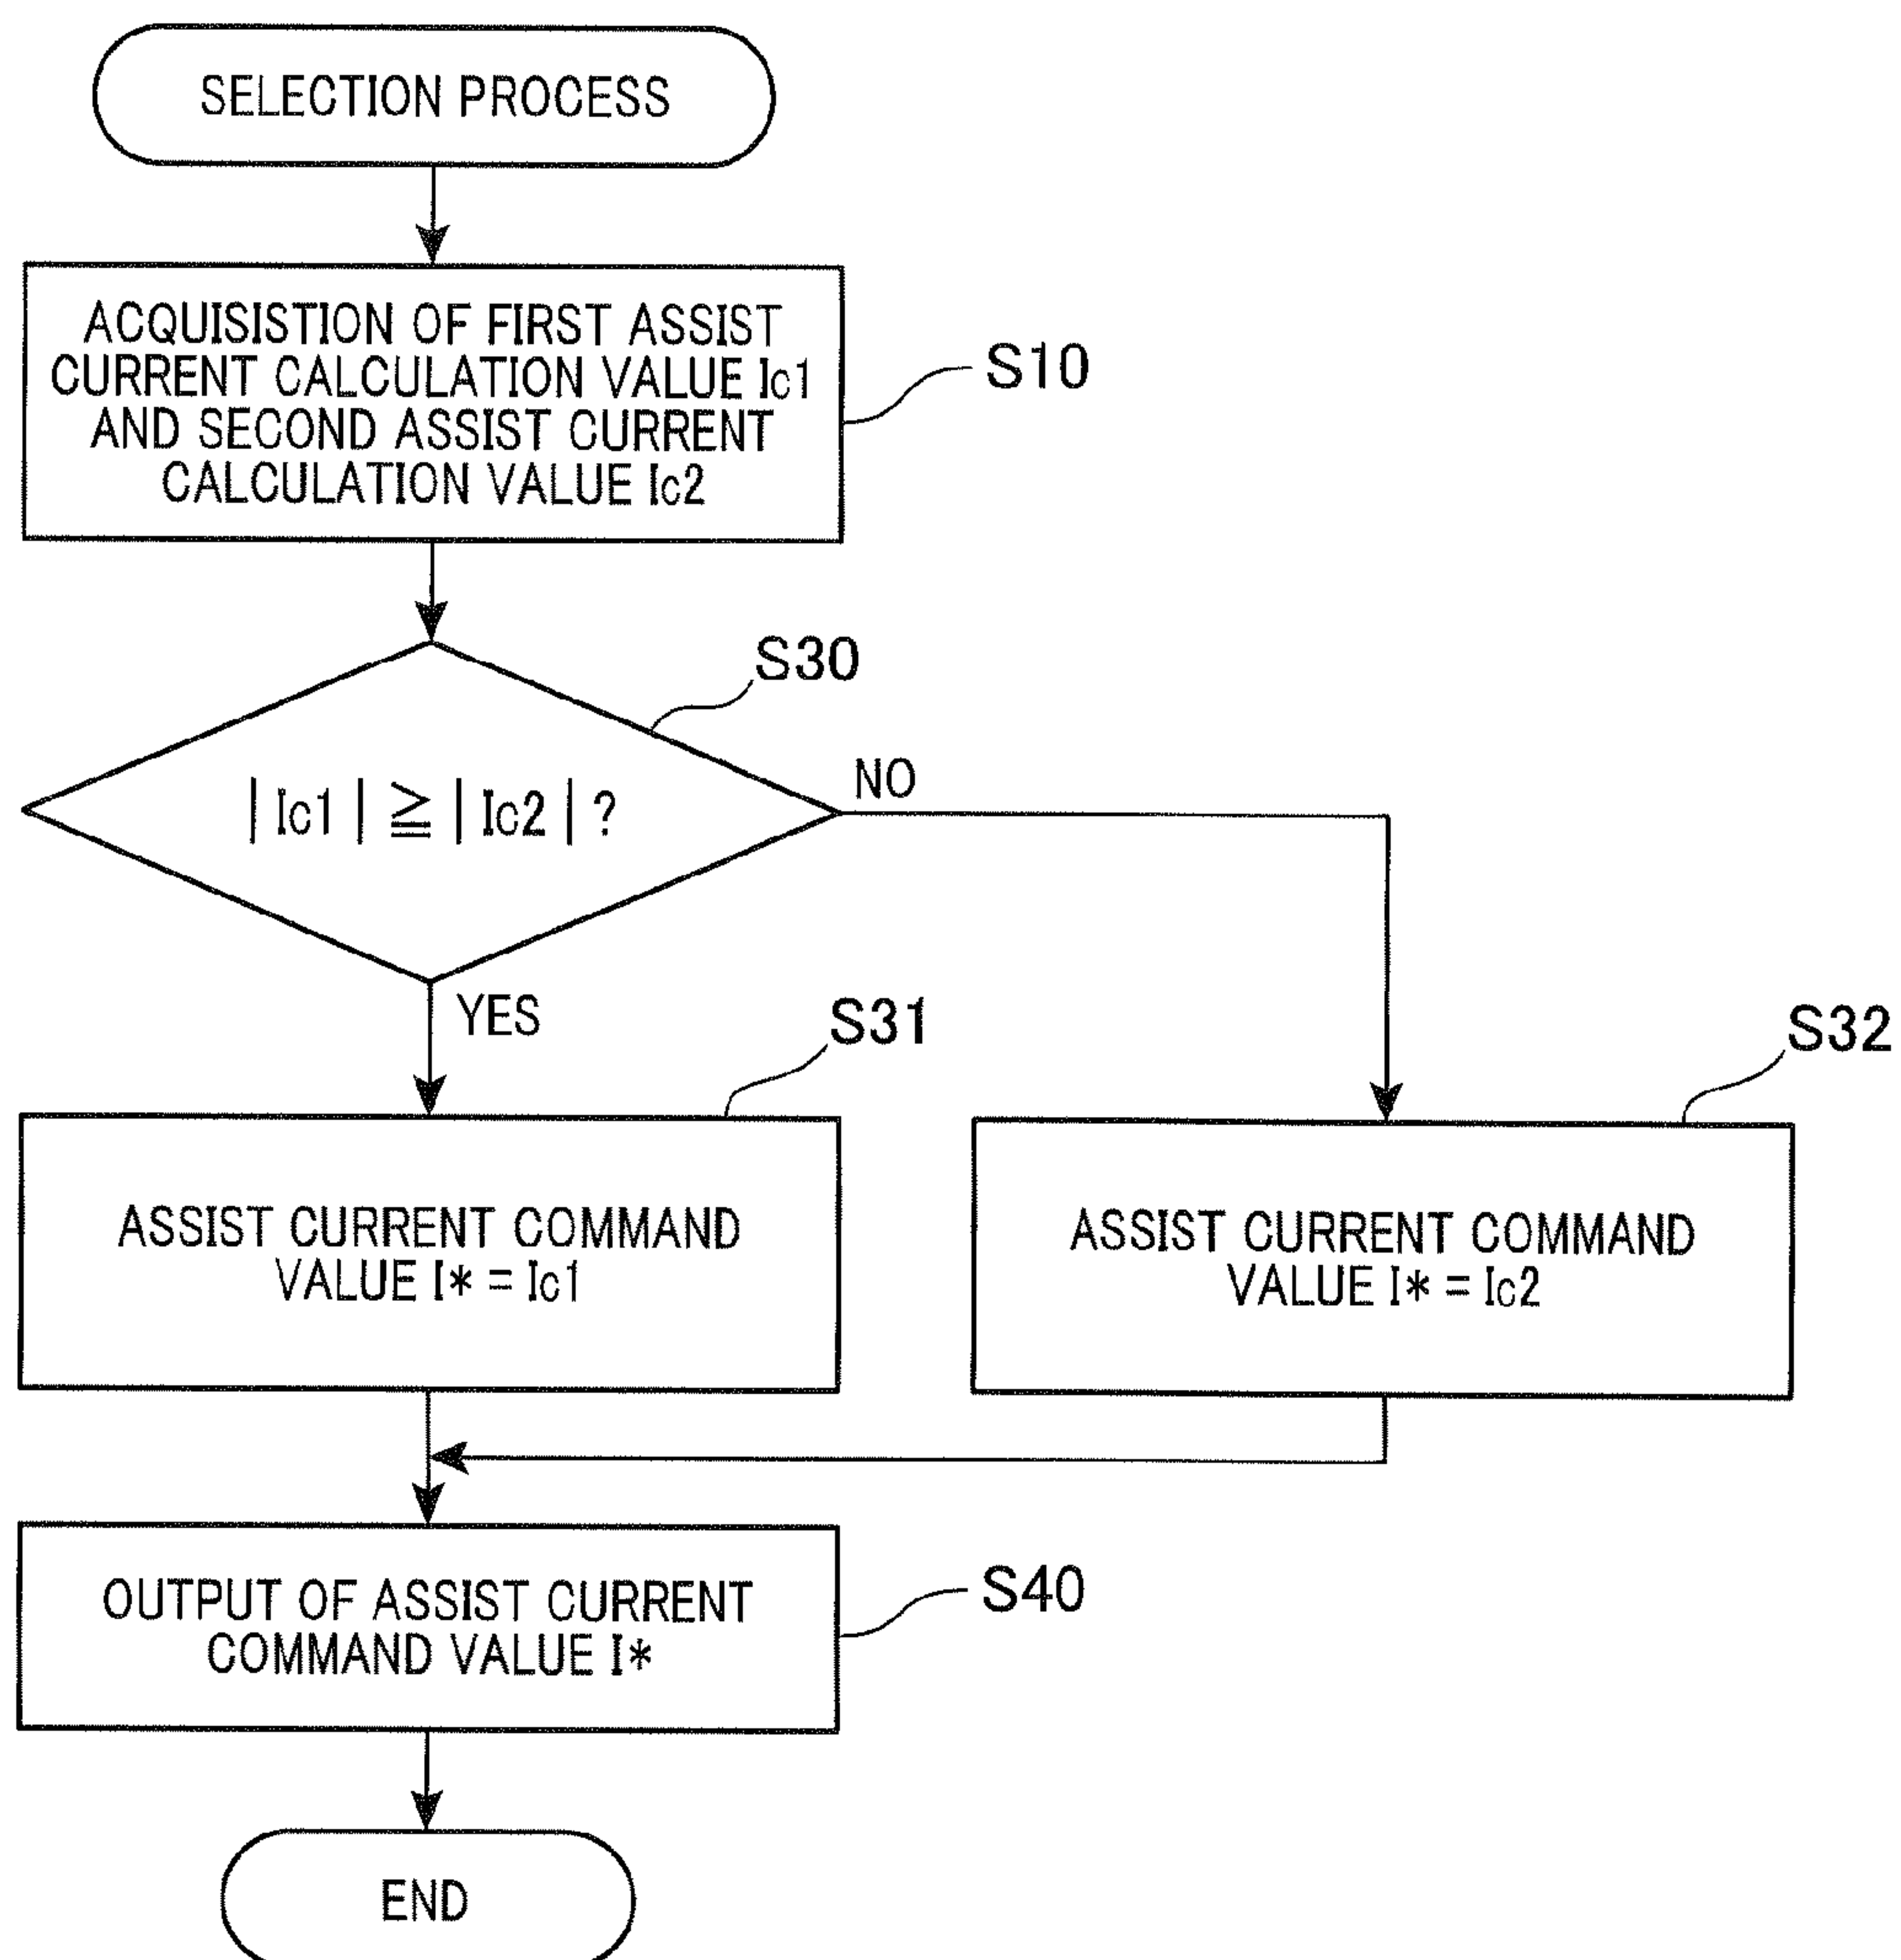 SELECTION PROCESS
ACQUISISTION OF FIRST ASSIST
CURRENT CALCULATION VALUE Ic1
AND SECOND ASSIST CURRENT
CALCULATION VALUE Ic2
S10
S30
|Ic1| ≧ |Ic2| ?
NO
YES
S31
S32
ASSIST CURRENT COMMAND
VALUE I* = Ic1
ASSIST CURRENT COMMAND
VALUE I* = Ic2
OUTPUT OF ASSIST CURRENT
COMMAND VALUE I*
S40
END